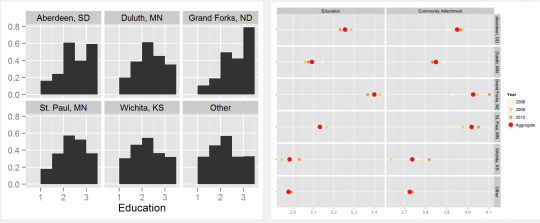 Aberdeen, SD
Duluth, MN
Grand Forks, ND
0.8
0.6
0.4
0.2
0.0
St. Paul, MN
Wichita, KS
Other
0.8
0.6
0.4
0.2
0.0
1 2 3
1 2 3
1 2 3
Education
Education
Community Attachment
Aberdeen, SD
Duluth, MN
Grand Forks, ND
St. Paul, MN
Wichita, KS
Other
2.0 2.1 2.2 2.3 2.4
3.7 3.8 3.9 4.0 4.1
Year
2008
2009
2010
Aggregate